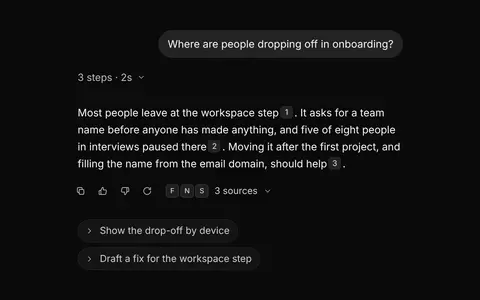 Where are people dropping off in onboarding?
3 steps · 2s
Most people leave at the workspace step 1 . It asks for a team
name before anyone has made anything, and five of eight people
in interviews paused there 2 . Moving it after the first project, and
filling the name from the email domain, should help 3 .
F N S 3 sources
Show the drop-off by device
Draft a fix for the workspace step